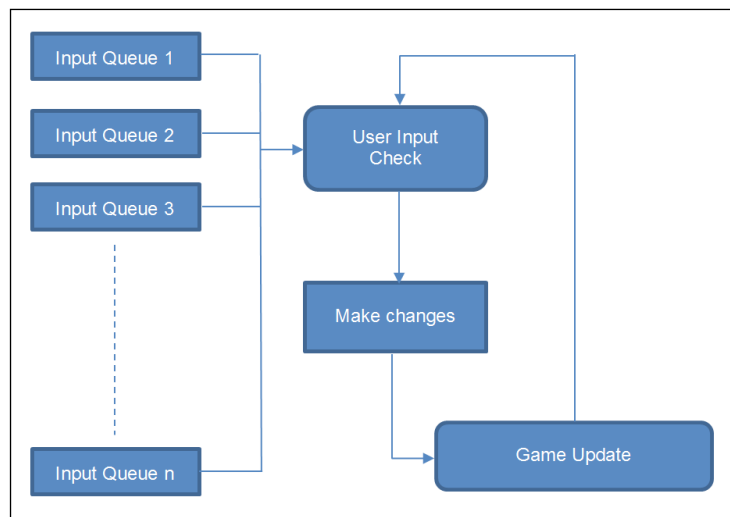 Input Queue 1
Input Queue 2
Input Queue 3
Input Queue n
User Input
Check
Make changes
Game Update